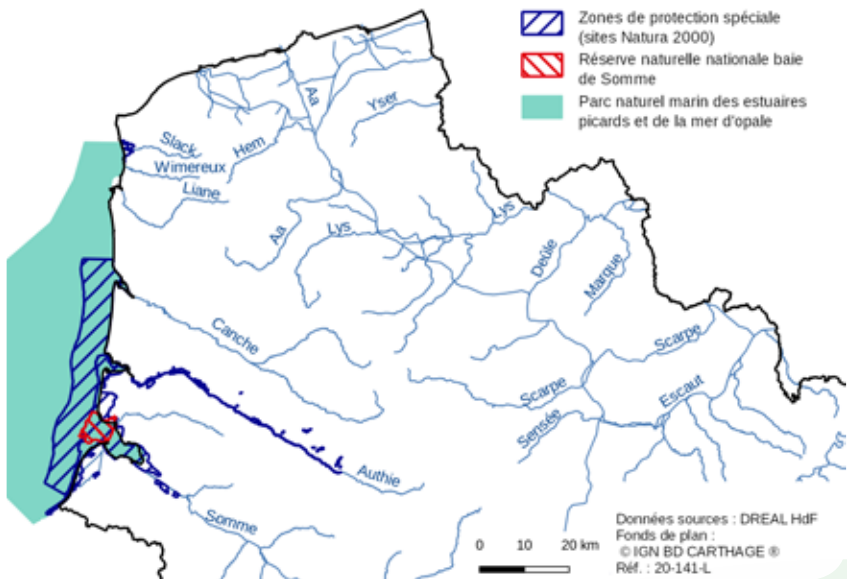 Zones de protection spéciale
(sites Natura 2000)
Réserve naturelle nationale baie
de Somme
Parc naturel marin des estuaires
picards et de la mer d'opale
Aa
Yser
Slack
Hem
Wimereux
Liane
Aa
Lys
Lys
Deûle
Marque
Canche
Scarpe
Scarpe
Escaut
Sensée
Authie
Somme
S
0 10 20 km
Données sources : DREAL HdF
Fonds de plan :
© IGN BD CARTHAGE ®
Réf. : 20-141-L